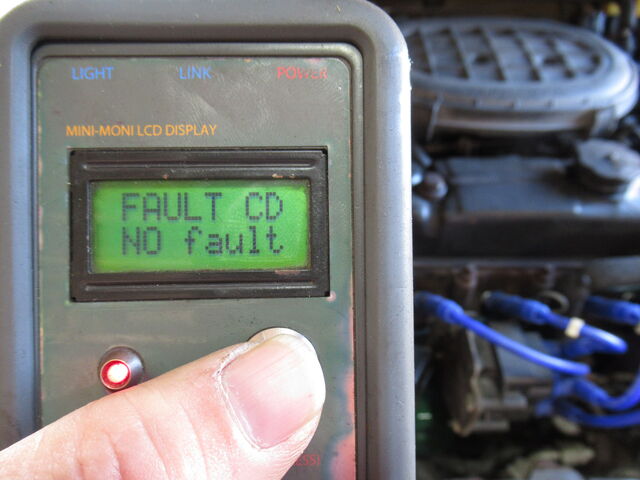 LIGHT LINK POWER
MINI-MONI LCD DISPLAY
FAULT CD
NO fault